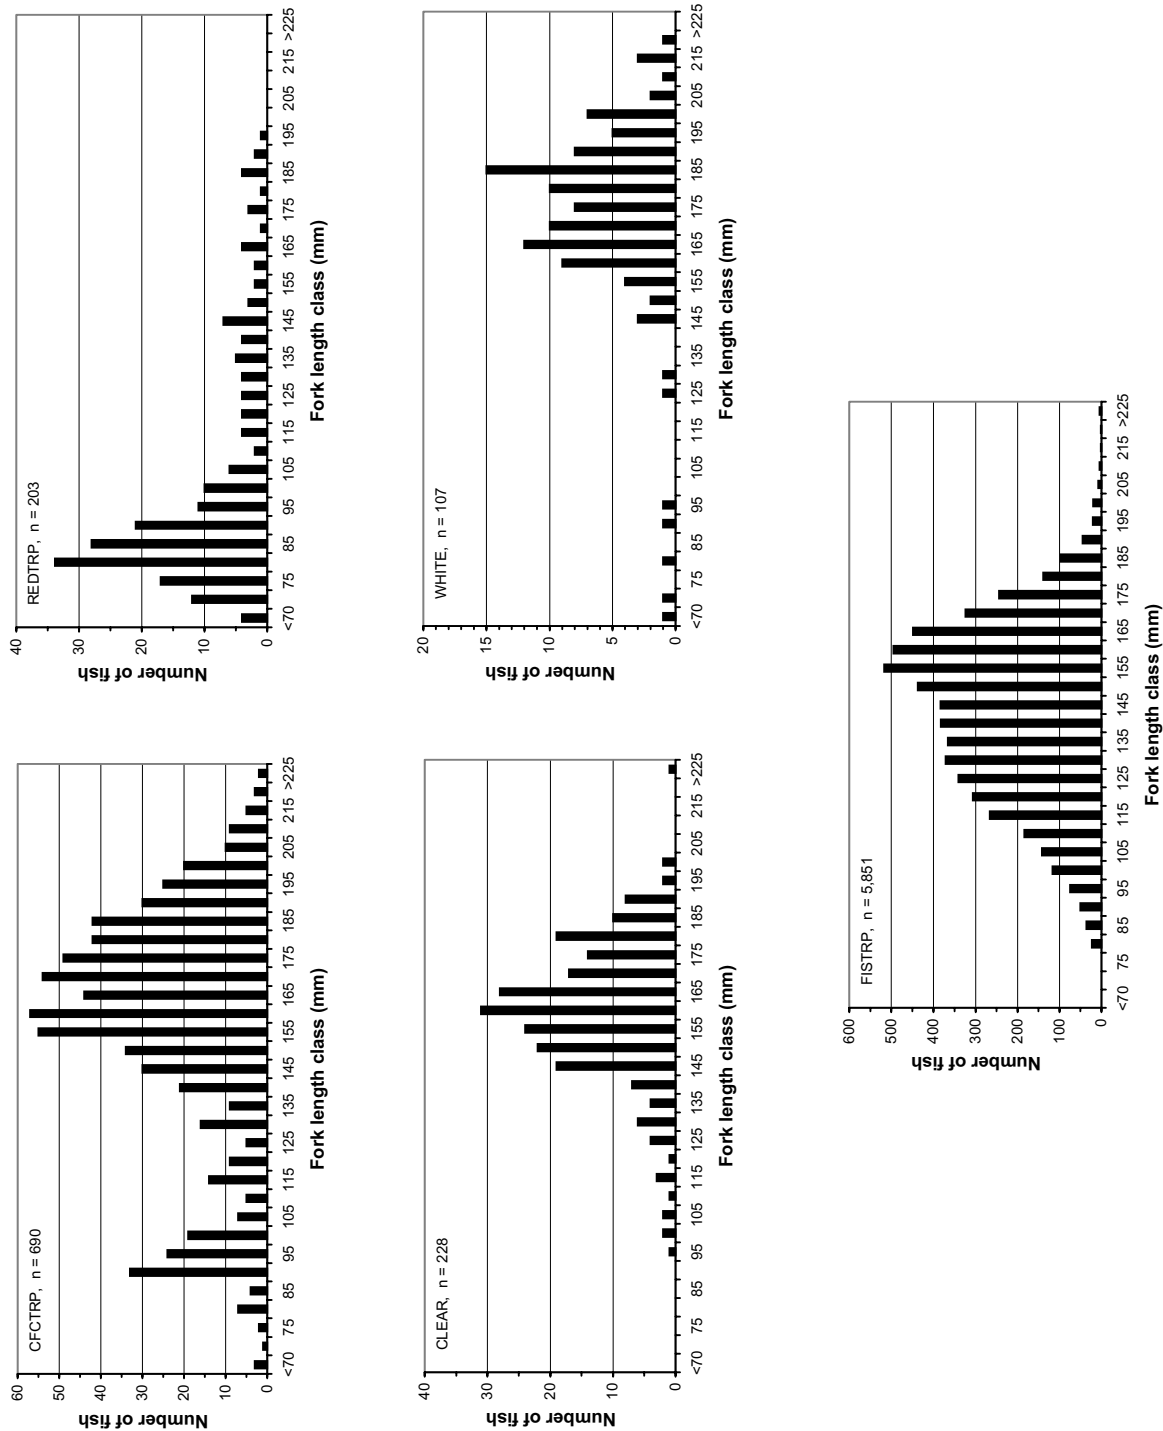 CFCTRP, n = 690
Number of fish
60
50
40
30
20
10
0
<70 75 85 95 105 115 125 135 145 155 165 175 185 195 205 215 >225
Fork length class (mm)
REDTRP, n = 203
Number of fish
40
30
20
10
0
<70 75 85 95 105 115 125 135 145 155 165 175 185 195 205 215 >225
Fork length class (mm)
CLEAR, n = 228
Number of fish
40
30
20
10
0
<70 75 85 95 105 115 125 135 145 155 165 175 185 195 205 215 >225
Fork length class (mm)
WHITE, n = 107
Number of fish
20
15
10
5
0
<70 75 85 95 105 115 125 135 145 155 165 175 185 195 205 215 >225
Fork length class (mm)
FISTRP, n = 5,851
Number of fish
600
500
400
300
200
100
0
<70 75 85 95 105 115 125 135 145 155 165 175 185 195 205 215 >225
Fork length class (mm)